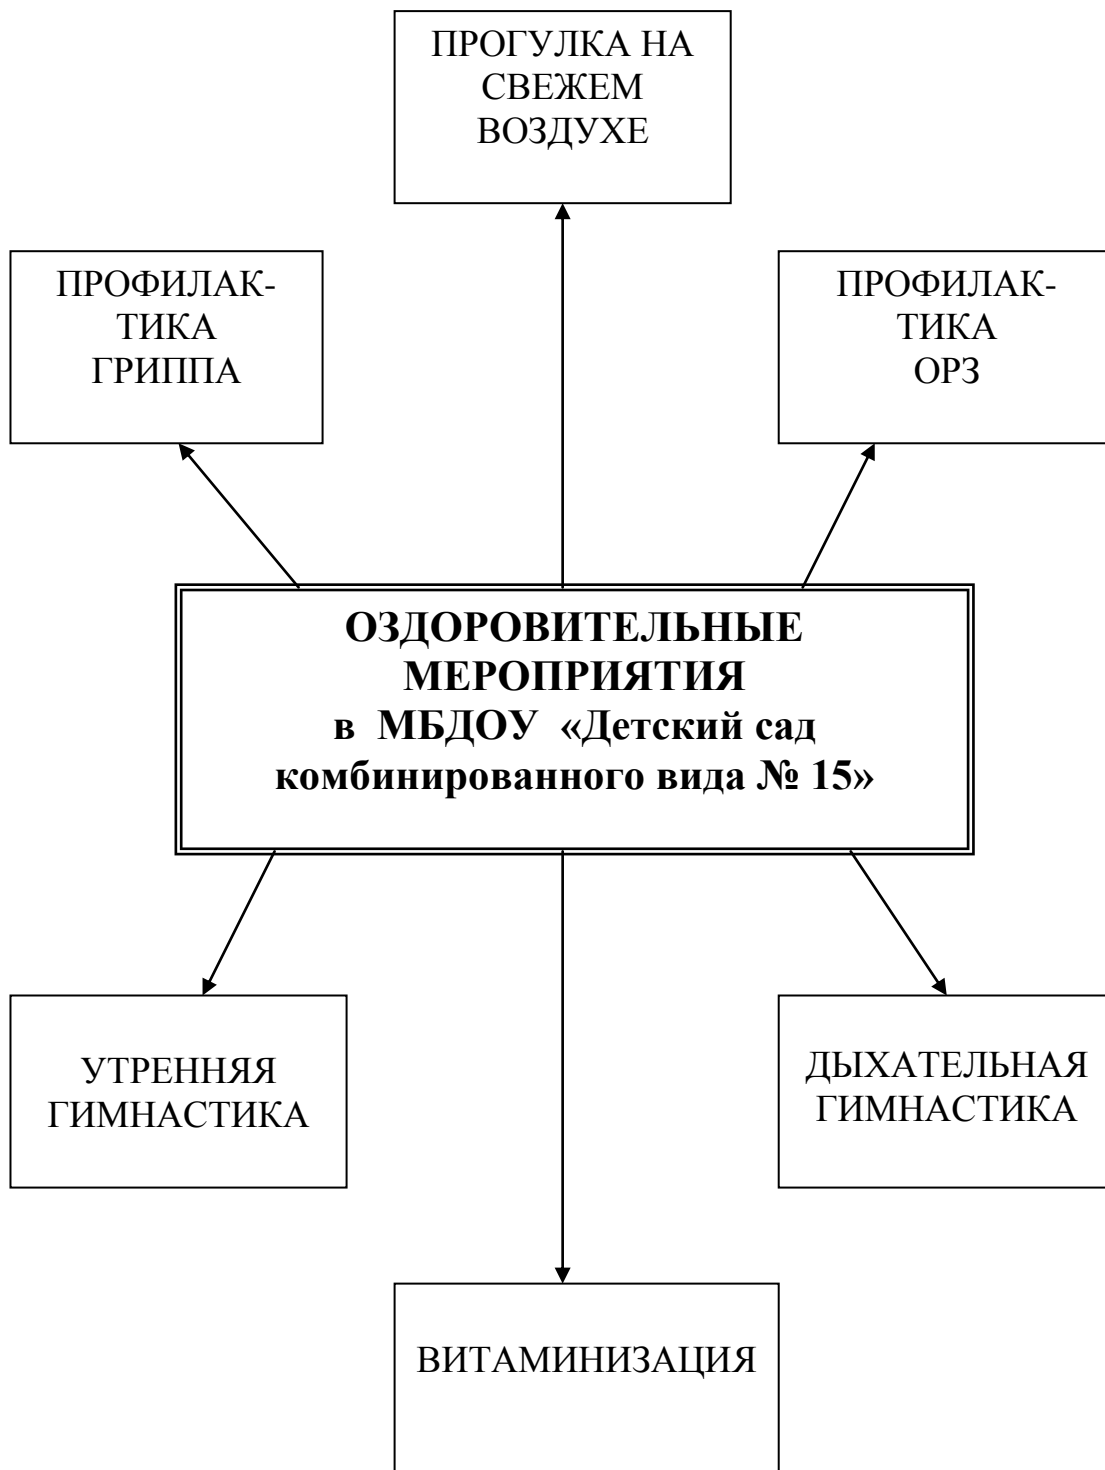 ПРОГУЛКА НА
СВЕЖЕМ
ВОЗДУХЕ
ПРОФИЛАК-
ТИКА
ГРИППА
ПРОФИЛАК-
ТИКА
ОРЗ
ОЗДОРОВИТЕЛЬНЫЕ
МЕРОПРИЯТИЯ
в МБДОУ «Детский сад
комбинированного вида № 15»
УТРЕННЯЯ
ГИМНАСТИКА
ДЫХАТЕЛЬНАЯ
ГИМНАСТИКА
ВИТАМИНИЗАЦИЯ